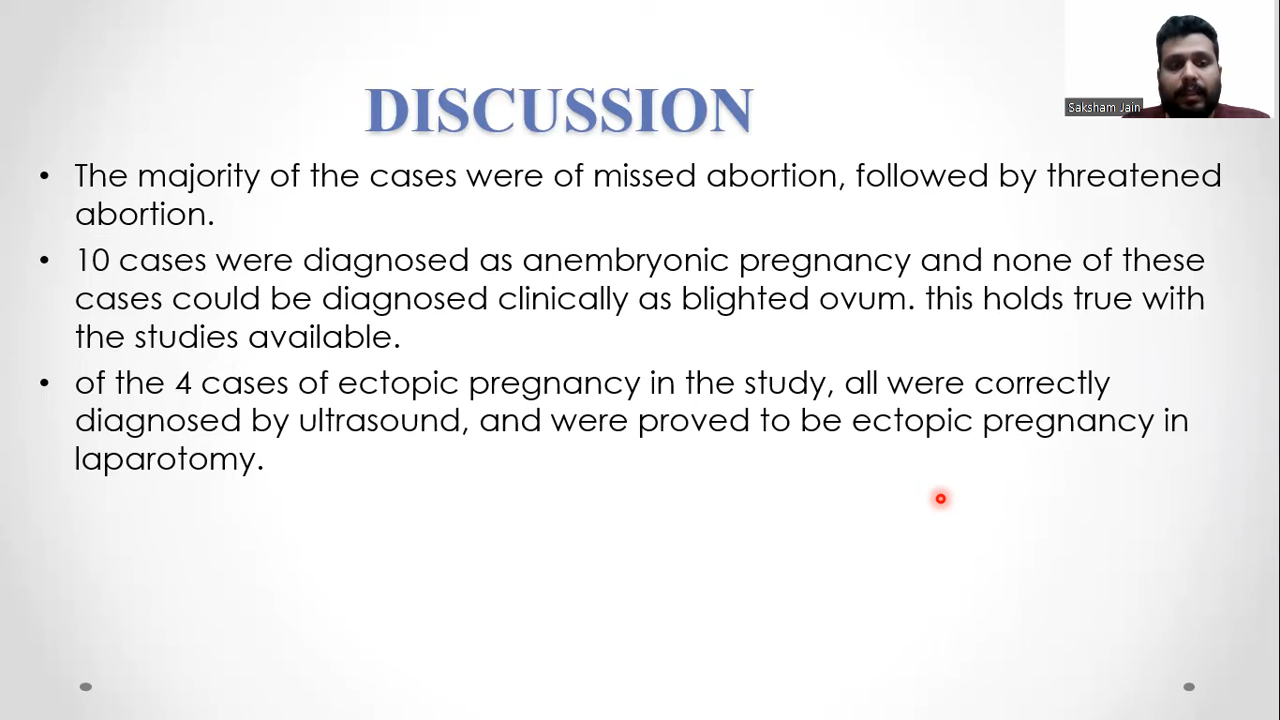 Saksham Jain
DISCUSSION
• The majority of the cases were of missed abortion, followed by threatened
abortion.
• 10 cases were diagnosed as anembryonic pregnancy and none of these
cases could be diagnosed clinically as blighted ovum. this holds true with
the studies available.
• of the 4 cases of ectopic pregnancy in the study, all were correctly
diagnosed by ultrasound, and were proved to be ectopic pregnancy in
laparotomy.